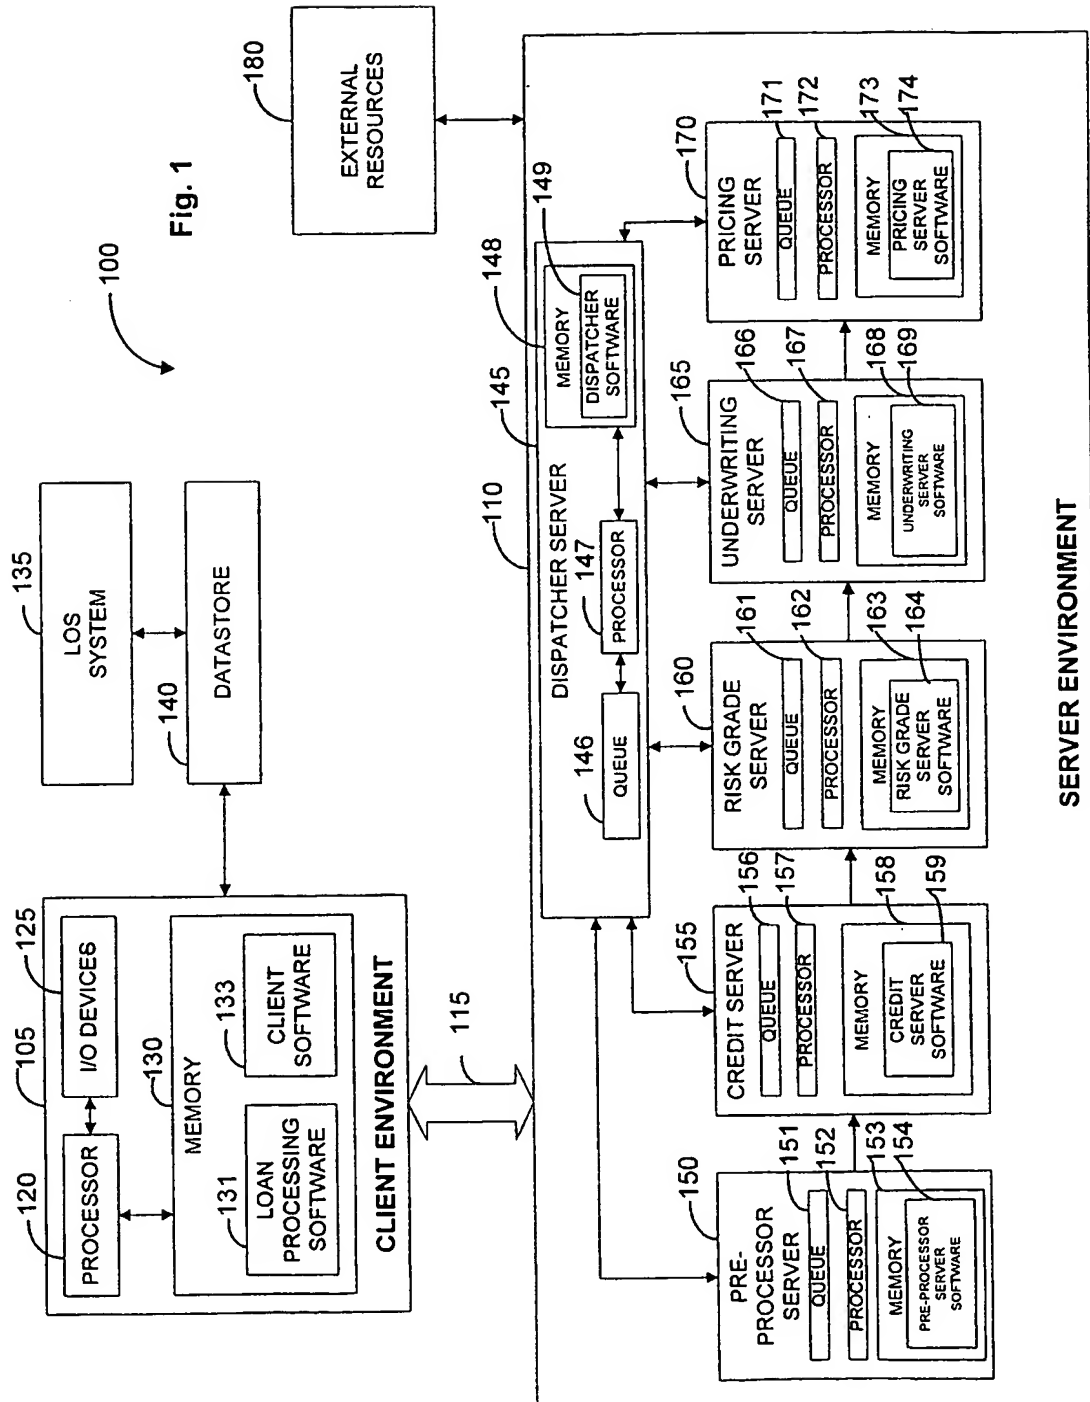 Fig. 1
100
105
120
PROCESSOR
125
I/O DEVICES
130
MEMORY
131
LOAN
PROCESSING
SOFTWARE
133
CLIENT
SOFTWARE
CLIENT ENVIRONMENT
135
LOS
SYSTEM
140
DATASTORE
180
EXTERNAL
RESOURCES
115
110
145
DISPATCHER SERVER
146
QUEUE
147
PROCESSOR
148
MEMORY
149
DISPATCHER
SOFTWARE
150
PRE-
PROCESSOR
SERVER
151
QUEUE
152
PROCESSOR
153
MEMORY
154
PRE-PROCESSOR
SERVER
SOFTWARE
155
CREDIT SERVER
156
QUEUE
157
PROCESSOR
158
MEMORY
159
CREDIT
SERVER
SOFTWARE
160
RISK GRADE
SERVER
161
QUEUE
162
PROCESSOR
163
MEMORY
164
RISK GRADE
SERVER
SOFTWARE
165
UNDERWRITING
SERVER
166
QUEUE
167
PROCESSOR
168
MEMORY
169
UNDERWRITING
SERVER
SOFTWARE
170
PRICING
SERVER
171
QUEUE
172
PROCESSOR
173
MEMORY
174
PRICING
SERVER
SOFTWARE
SERVER ENVIRONMENT